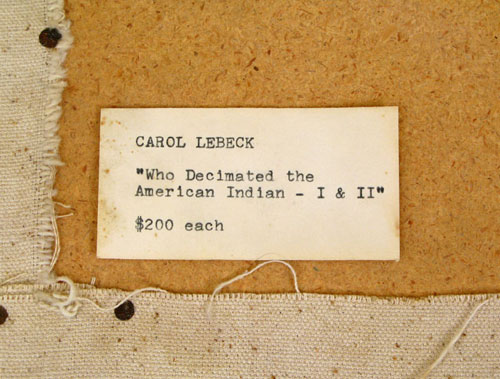 CAROL LEBECK
"Who Decimated the
American Indian - I & II"
$200 each